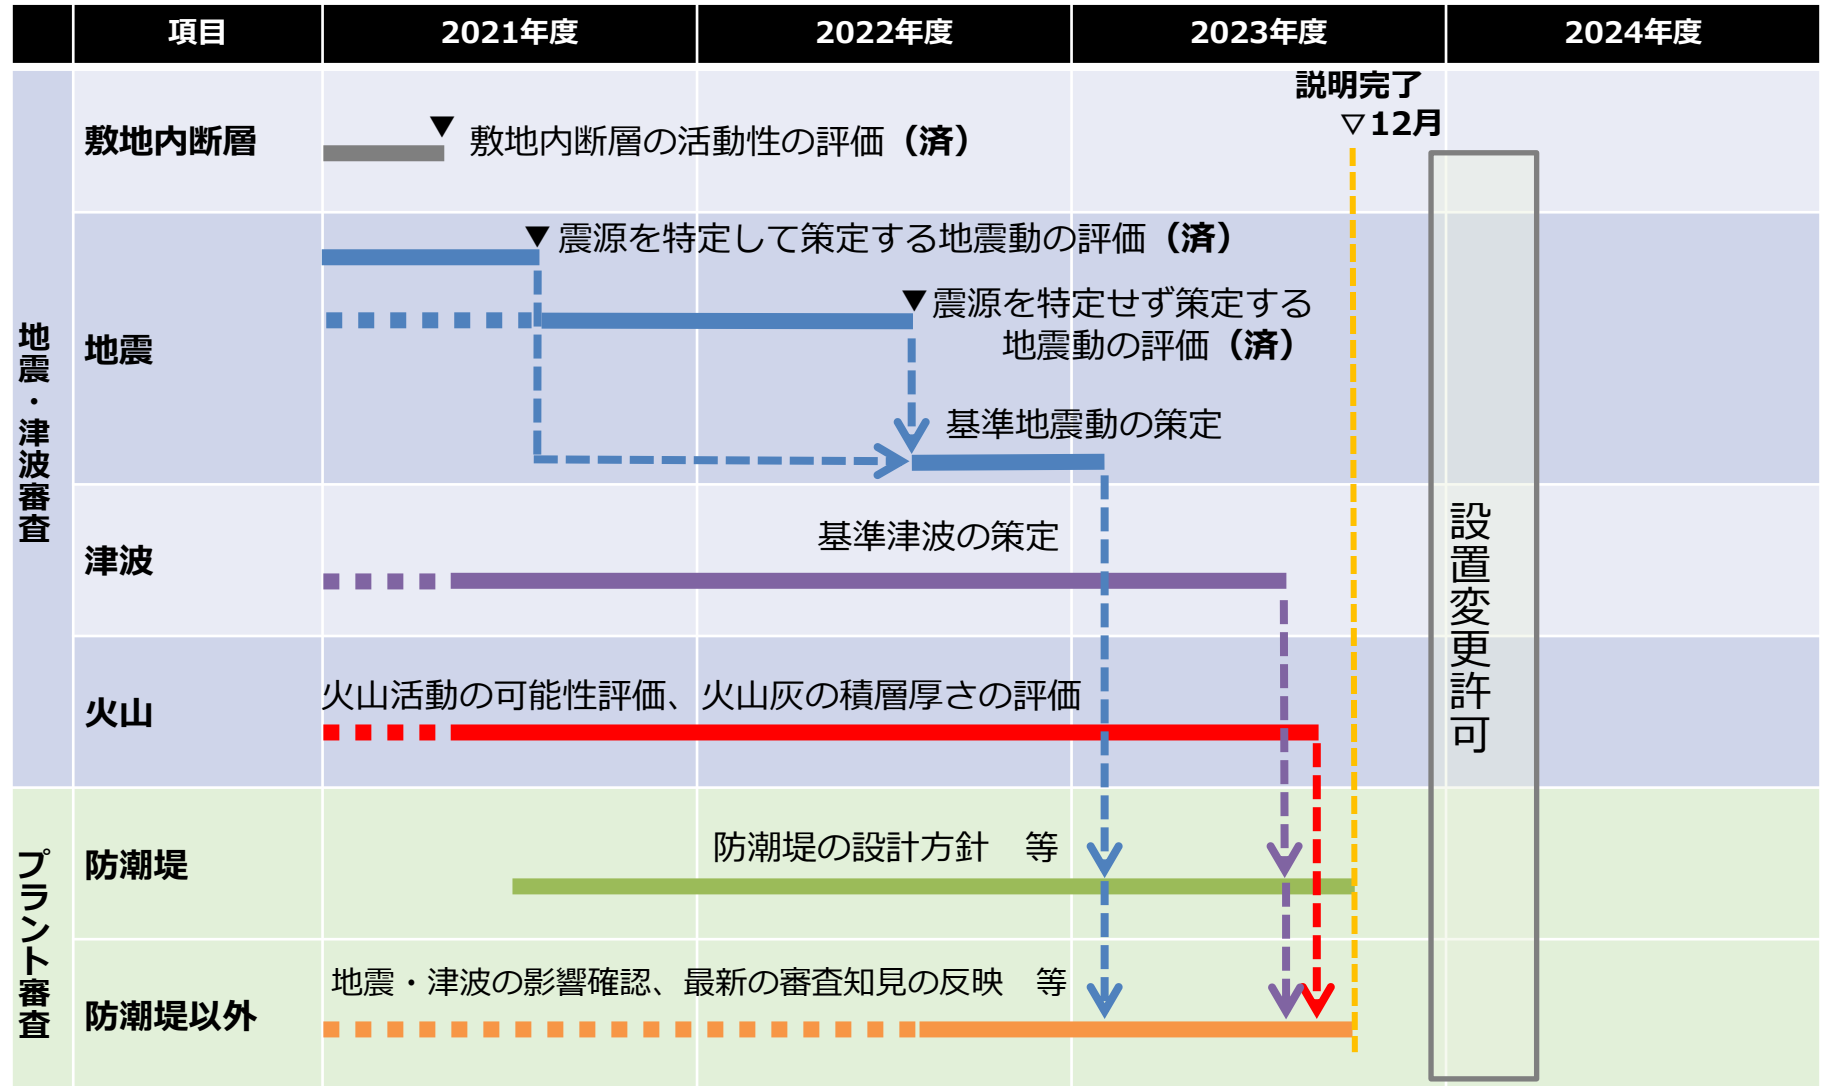 項目
2021年度
2022年度
2023年度
2024年度
説明完了
▽12月
地震・津波審査
敷地内断層
▼
敷地内断層の活動性の評価（済）
地震
▼震源を特定して策定する地震動の評価（済）
▼震源を特定せず策定する
地震動の評価（済）
基準地震動の策定
津波
基準津波の策定
火山
火山活動の可能性評価、火山灰の積層厚さの評価
設置変更許可
プラント審査
防潮堤
防潮堤の設計方針　等
防潮堤以外
地震・津波の影響確認、最新の審査知見の反映　等